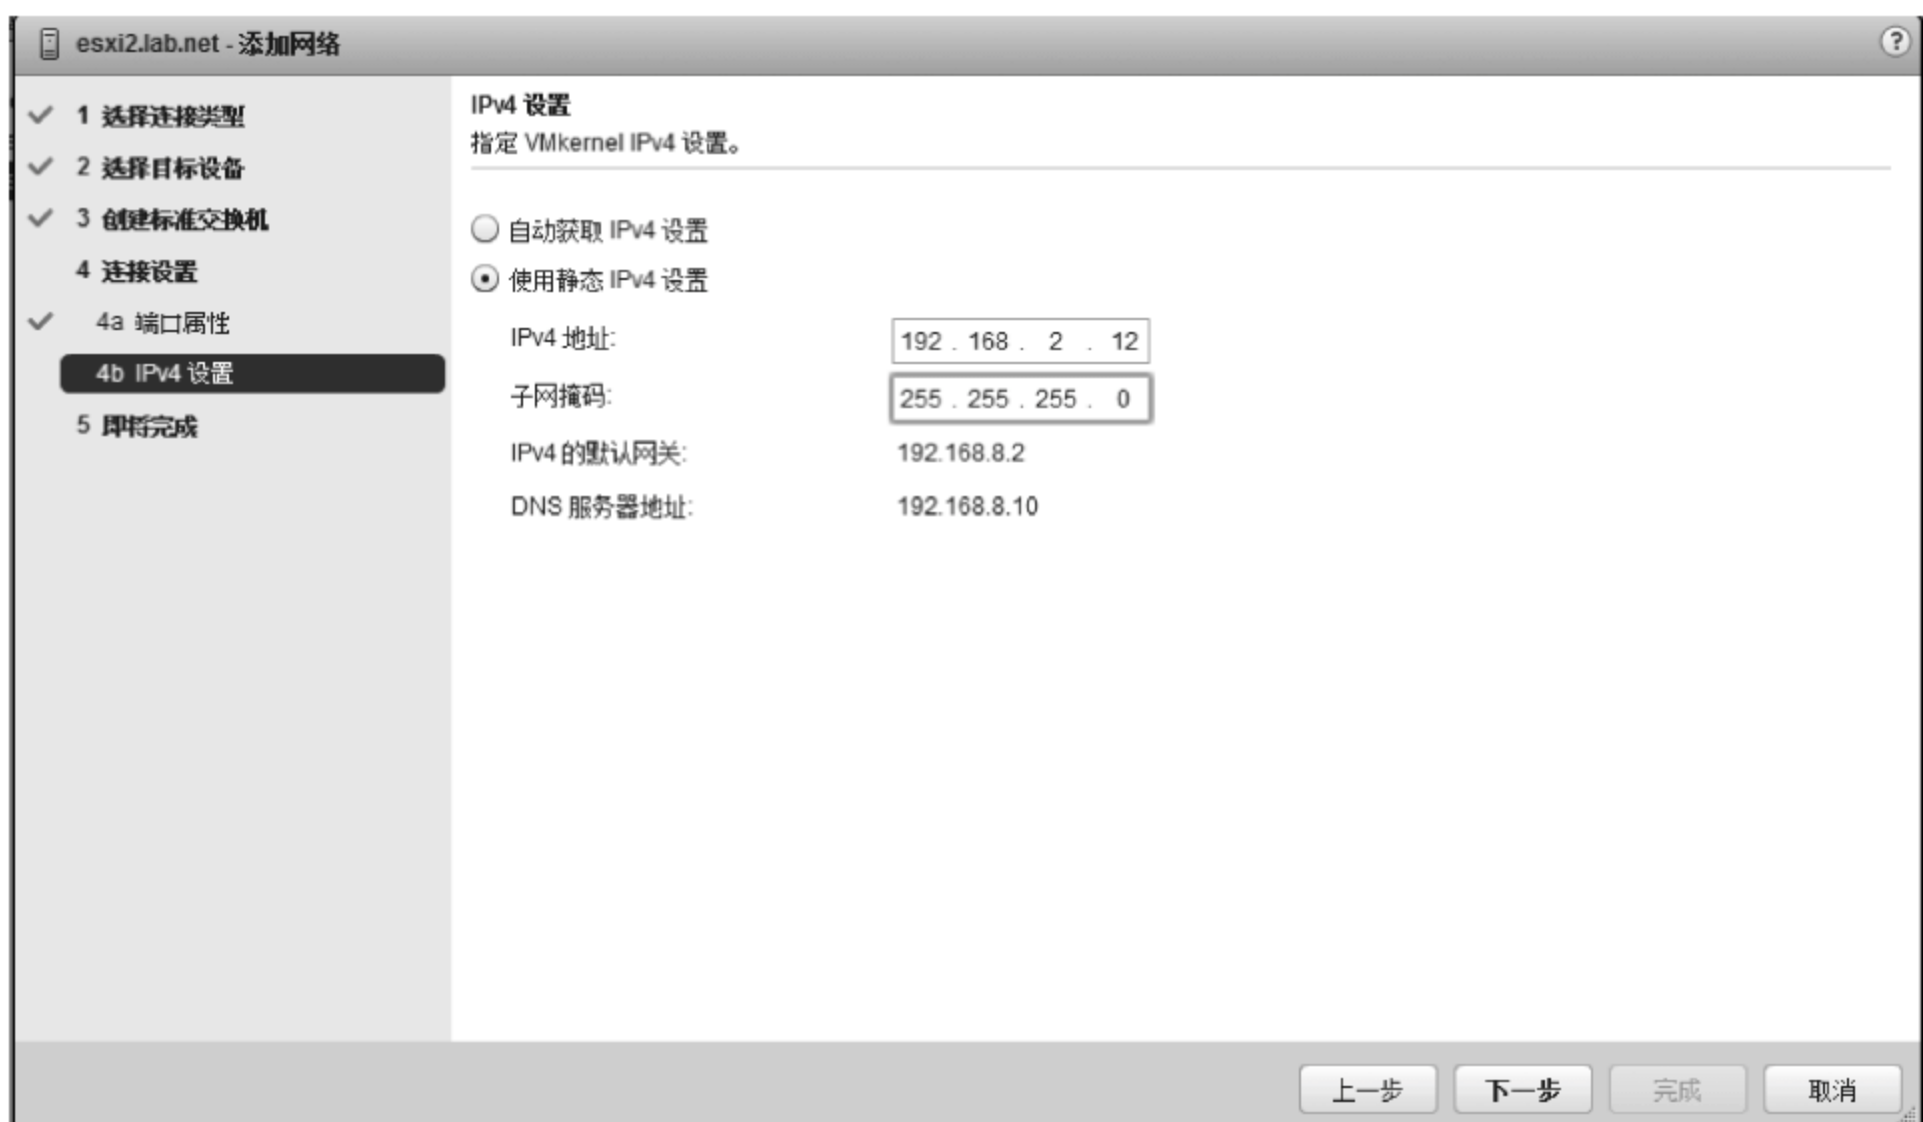 esxi2.lab.net - 添加网络
?
1 选择连接类型
2 选择目标设备
3 创建标准交换机
4 连接设置
4a 端口属性
4b IPv4 设置
5 即将完成
IPv4 设置
指定 VMkernel IPv4 设置。
自动获取 IPv4 设置
使用静态 IPv4 设置
IPv4 地址: 192 . 168 . 2 . 12
子网掩码: 255 . 255 . 255 . 0
IPv4 的默认网关: 192.168.8.2
DNS 服务器地址: 192.168.8.10
上一步 下一步 完成 取消